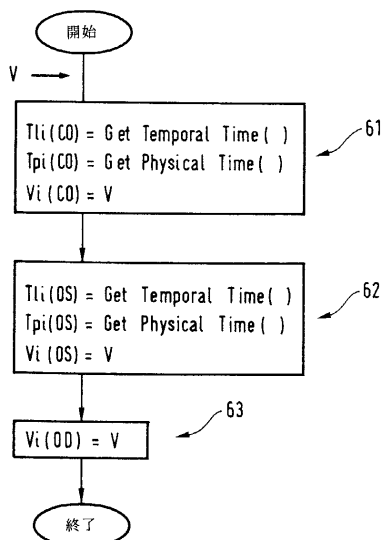 開始
V
Tli(CO) = Get Temporal Time( )
Tpi(CO) = Get Physical Time( )
Vi(CO) = V
61
Tli(OS) = Get Temporal Time( )
Tpi(OS) = Get Physical Time( )
Vi(OS) = V
62
63
Vi(OD) = V
終了